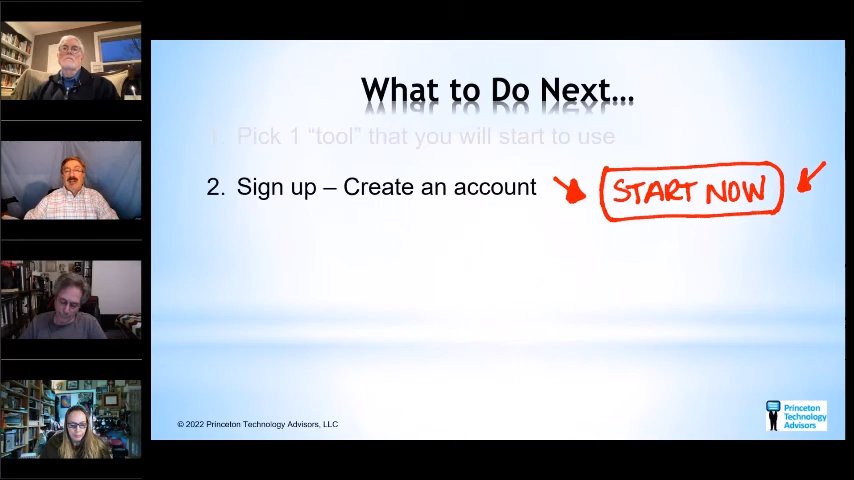 What to Do Next...
1. Pick 1 “tool” that you will start to use
2. Sign up – Create an account
START NOW
© 2022 Princeton Technology Advisors, LLC
Princeton
Technology
Advisors